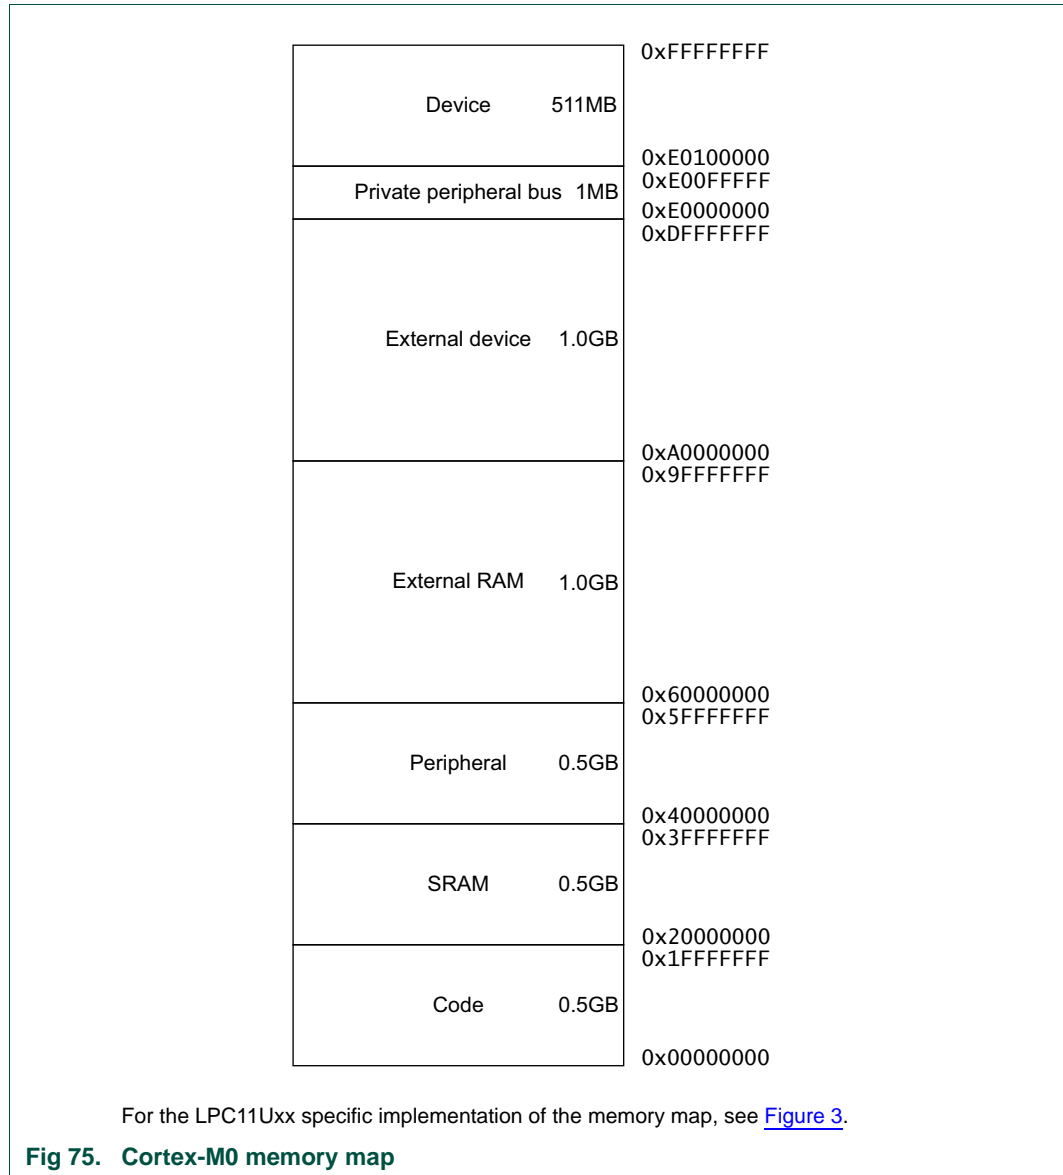 0xFFFFFFFF
Device 511MB
0xE0100000
0xE00FFFFF
Private peripheral bus 1MB
0xE0000000
0xDFFFFFFF
External device 1.0GB
0xA0000000
0x9FFFFFFF
External RAM 1.0GB
0x60000000
0x5FFFFFFF
Peripheral 0.5GB
0x40000000
0x3FFFFFFF
SRAM 0.5GB
0x20000000
0x1FFFFFFF
Code 0.5GB
0x00000000
For the LPC11Uxx specific implementation of the memory map, see Figure 3.
Fig 75. Cortex-M0 memory map